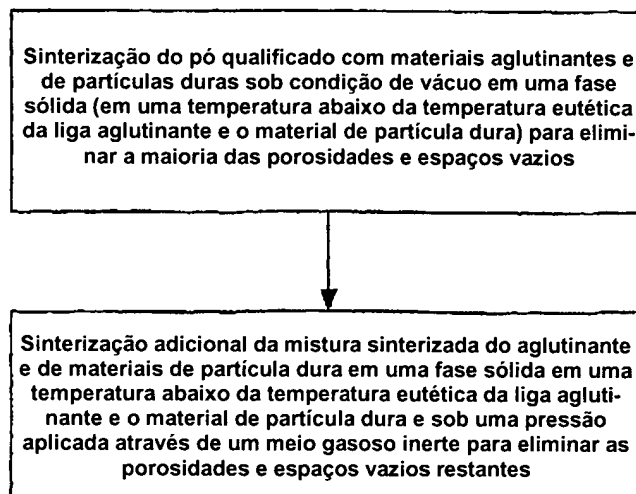 Sinterização do pó qualificado com materiais aglutinantes e
de partículas duras sob condição de vácuo em uma fase
sólida (em uma temperatura abaixo da temperatura eutética
da liga aglutinante e o material de partícula dura) para elimi-
nar a maioria das porosidades e espaços vazios
Sinterização adicional da mistura sinterizada do aglutinante
e de materiais de partícula dura em uma fase sólida em uma
temperatura abaixo da temperatura eutética da liga agluti-
nante e o material de partícula dura e sob uma pressão
aplicada através de um meio gasoso inerte para eliminar as
porosidades e espaços vazios restantes